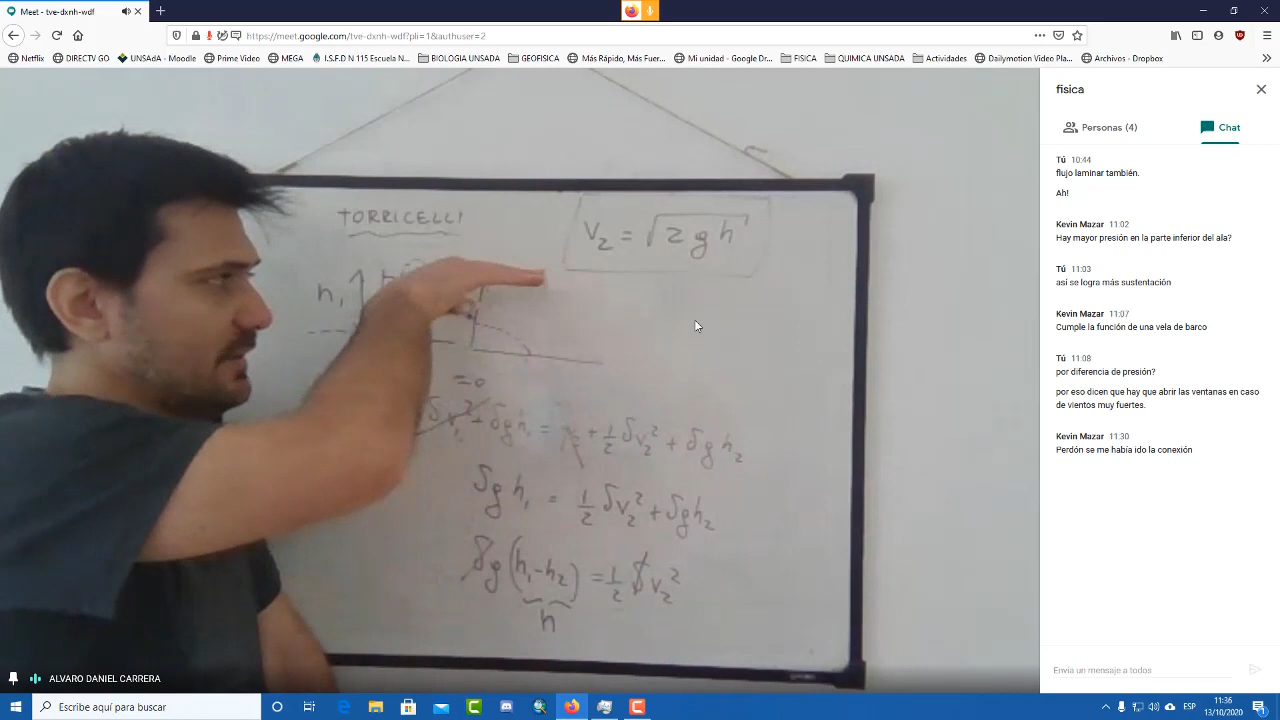 Meet - tve-dxnh-wdf
https://meet.google.com/tve-dxnh-wdf?pli=1&authuser=2
Netflix DIRECTV GO UNSAdA - Moodle Prime Video MEGA I.S.F.D N 115 Escuela N... BIOLOGIA UNSADA GEOFISICA Más Rápido, Más Fuer... Mi unidad - Google Dr... FISICA QUIMICA UNSADA Actividades Dailymotion Video Pla... Archivos - Dropbox
fisica
Personas (4) Chat
Tú 10:44
flujo laminar también.
Ah!
Kevin Mazar 11:02
Hay mayor presión en la parte inferior del ala?
Tú 11:03
asi se logra más sustentación
Kevin Mazar 11:07
Cumple la función de una vela de barco
Tú 11:08
por diferencia de presión?
por eso dicen que hay que abrir las ventanas en caso
de vientos muy fuertes.
Kevin Mazar 11:30
Perdón se me había ido la conexión
Envía un mensaje a todos
TORRICELLI
V₂ = √2gh
h₁
=0
δgh₁ = + 1/2 δv₂² + δgh₂
δgh₁ = 1/2 δv₂² + δgh₂
δg(h₁-h₂) = 1/2 δv₂²
h
ALVARO DANIEL CARRERA
Escribe aquí para buscar
ESP
11:36
13/10/2020